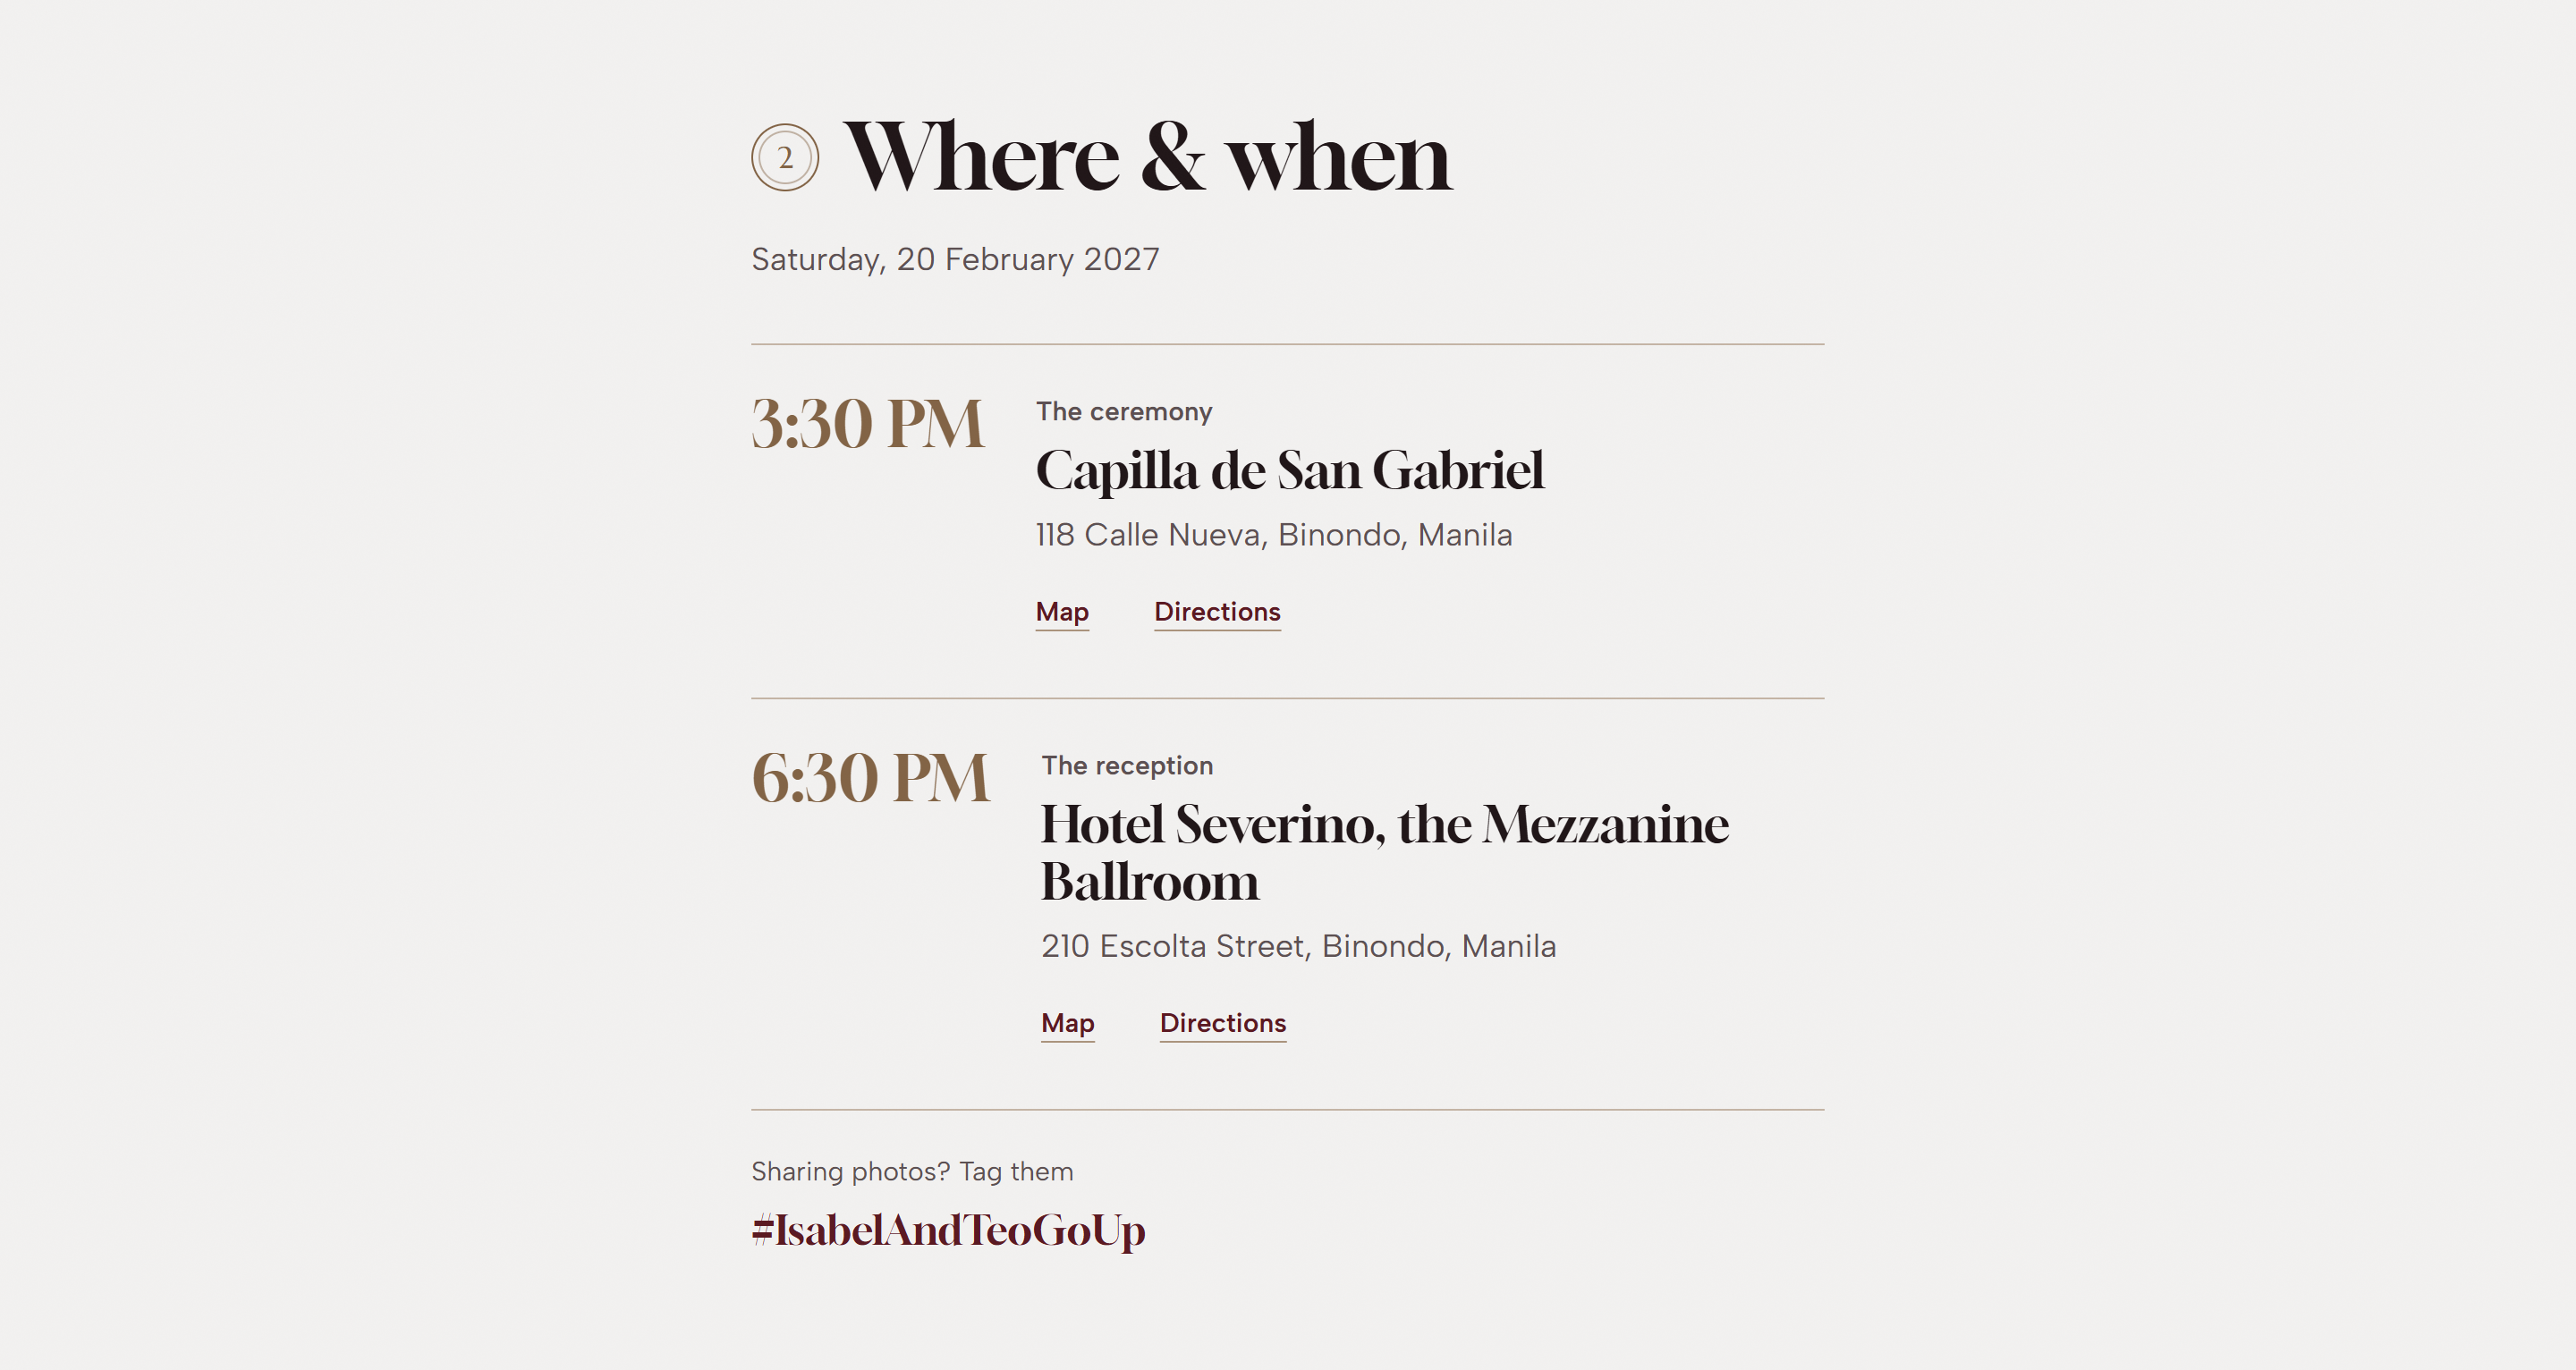 2 Where & when
Saturday, 20 February 2027
3:30 PM
The ceremony
Capilla de San Gabriel
118 Calle Nueva, Binondo, Manila
Map Directions
6:30 PM
The reception
Hotel Severino, the Mezzanine
Ballroom
210 Escolta Street, Binondo, Manila
Map Directions
Sharing photos? Tag them
#IsabelAndTeoGoUp